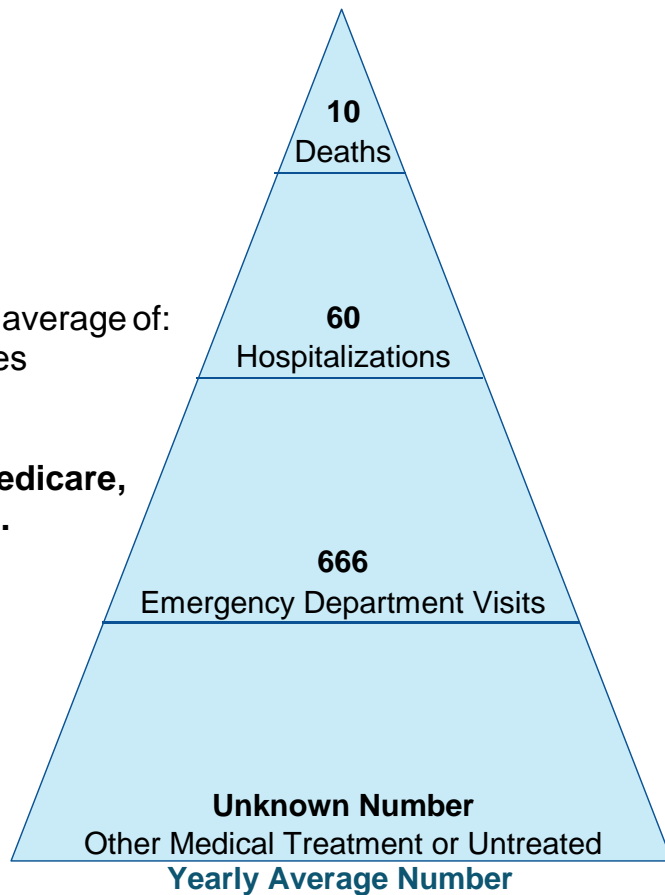 10
Deaths
average of:
es
60
Hospitalizations
edicare,
.
666
Emergency Department Visits
Unknown Number
Other Medical Treatment or Untreated
Yearly Average Number